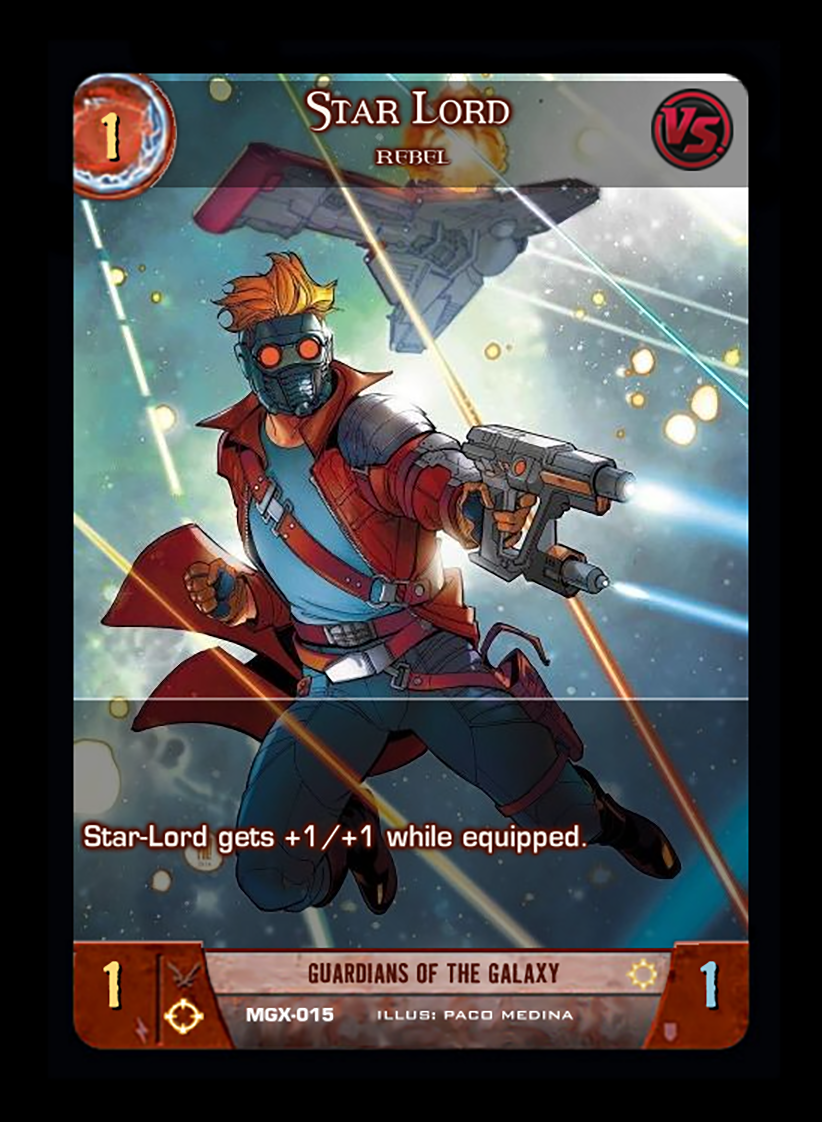 1
STAR LORD
VS.
REBEL
Star-Lord gets +1/+1 while equipped.
1
GUARDIANS OF THE GALAXY
1
MGX-015 ILLUS: PACO MEDINA